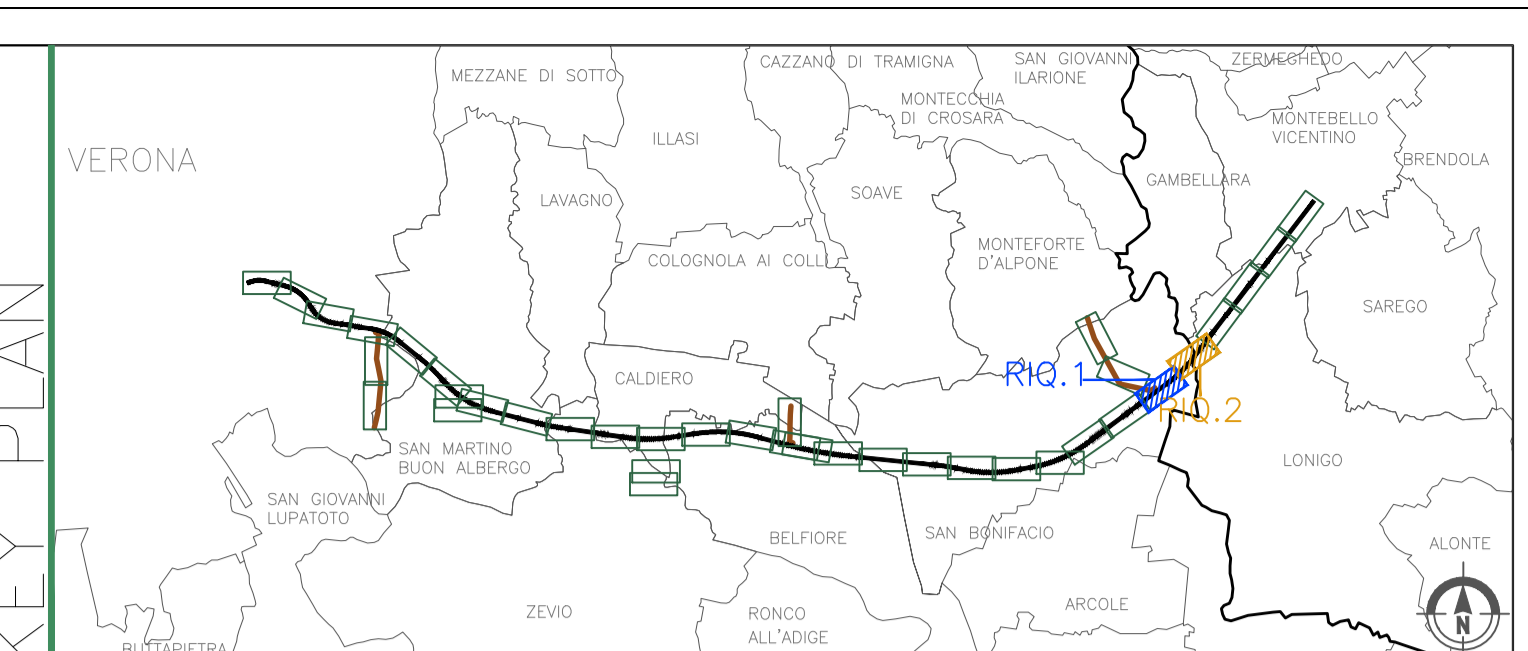 KEY PLAN
MEZZANE DI SOTTO
CAZZANO DI TRAMIGNA
SAN GIOVANNI
ILARIONE
ZERMEGHEDO
MONTECCHIA
DI CROSARA
MONTEBELLO
VICENTINO
ILLASI
VERONA
BRENDOLA
GAMBELLARA
LAVAGNO
SOAVE
MONTEFORTE
D'ALPONE
COLOGNOLA AI COLLI
SAREGO
RIQ.1
CALDIERO
RIQ.2
SAN MARTINO
BUON ALBERGO
LONIGO
SAN GIOVANNI
LUPATOTO
BELFIORE
SAN BONIFACIO
ALONTE
ZEVIO
RONCO
ALL'ADIGE
ARCOLE
N
BUTTAPIETRA